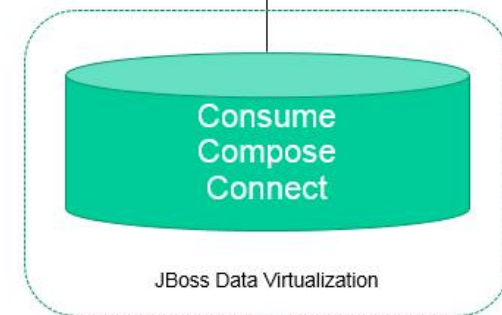 Consume
Compose
Connect
JBoss Data Virtualization